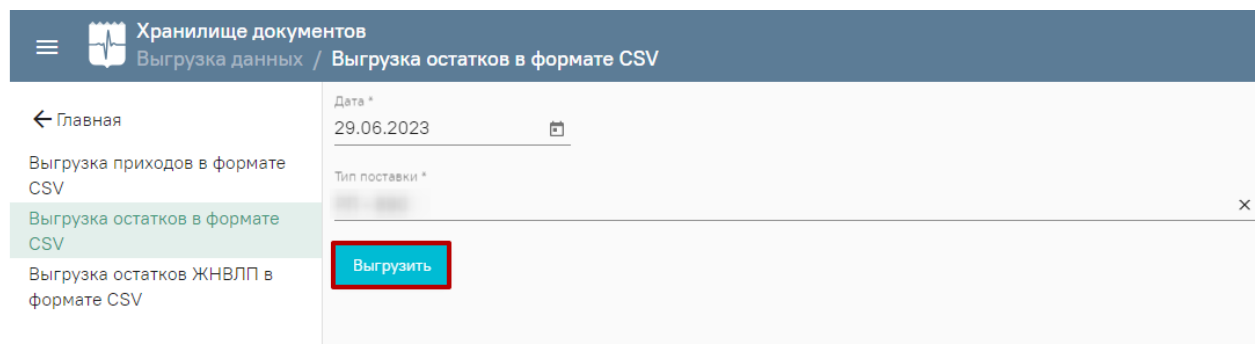 Хранилище документов
Выгрузка данных / Выгрузка остатков в формате CSV
Главная
Выгрузка приходов в формате
CSV
Выгрузка остатков в формате
CSV
Выгрузка остатков ЖНВЛП в
формате CSV
Дата *
29.06.2023
Тип поставки *
Выгрузить